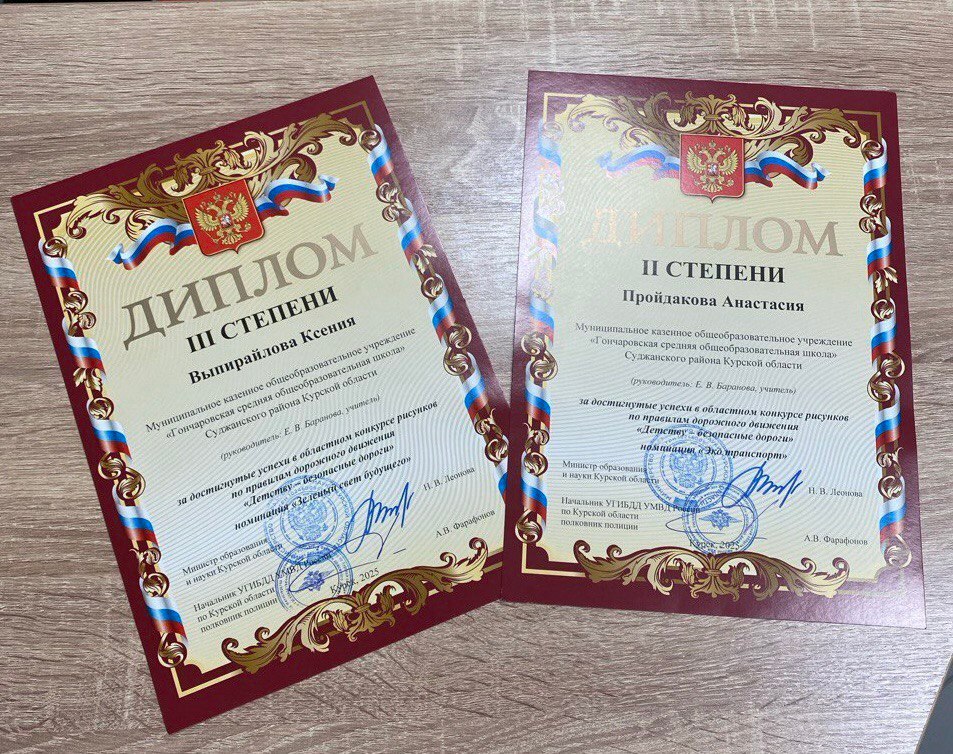 ДИПЛОМ
III СТЕПЕНИ
Выпирайлова Ксения
Муниципальное казенное общеобразовательное учреждение
«Гончаровская средняя общеобразовательная школа»
Суджанского района Курской области
(руководитель: Е. В. Баранова, учитель)
за достигнутые успехи в областном конкурсе рисунков
по правилам дорожного движения
«Детству – безопасные дороги»
номинация «Зеленый свет будущего»
Министр образования
и науки Курской области
Н. В. Леонова
Начальник УГИБДД УМВД России
по Курской области
полковник полиции
А.В. Фарафонов
Курск, 2025
ДИПЛОМ
II СТЕПЕНИ
Пройдакова Анастасия
Муниципальное казенное общеобразовательное учреждение
«Гончаровская средняя общеобразовательная школа»
Суджанского района Курской области
(руководитель: Е. В. Баранова, учитель)
за достигнутые успехи в областном конкурсе рисунков
по правилам дорожного движения
«Детству – безопасные дороги»
номинация «Эко транспорт»
Министр образования
и науки Курской области
Н. В. Леонова
Начальник УГИБДД УМВД России
по Курской области
полковник полиции
А.В. Фарафонов
Курск, 2025